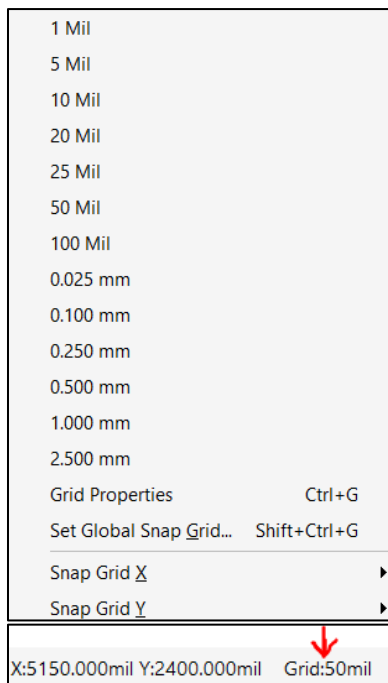 1 Mil
5 Mil
10 Mil
20 Mil
25 Mil
50 Mil
100 Mil
0.025 mm
0.100 mm
0.250 mm
0.500 mm
1.000 mm
2.500 mm
Grid Properties Ctrl+G
Set Global Snap Grid... Shift+Ctrl+G
Snap Grid X
Snap Grid Y
X:5150.000mil Y:2400.000mil Grid:50mil